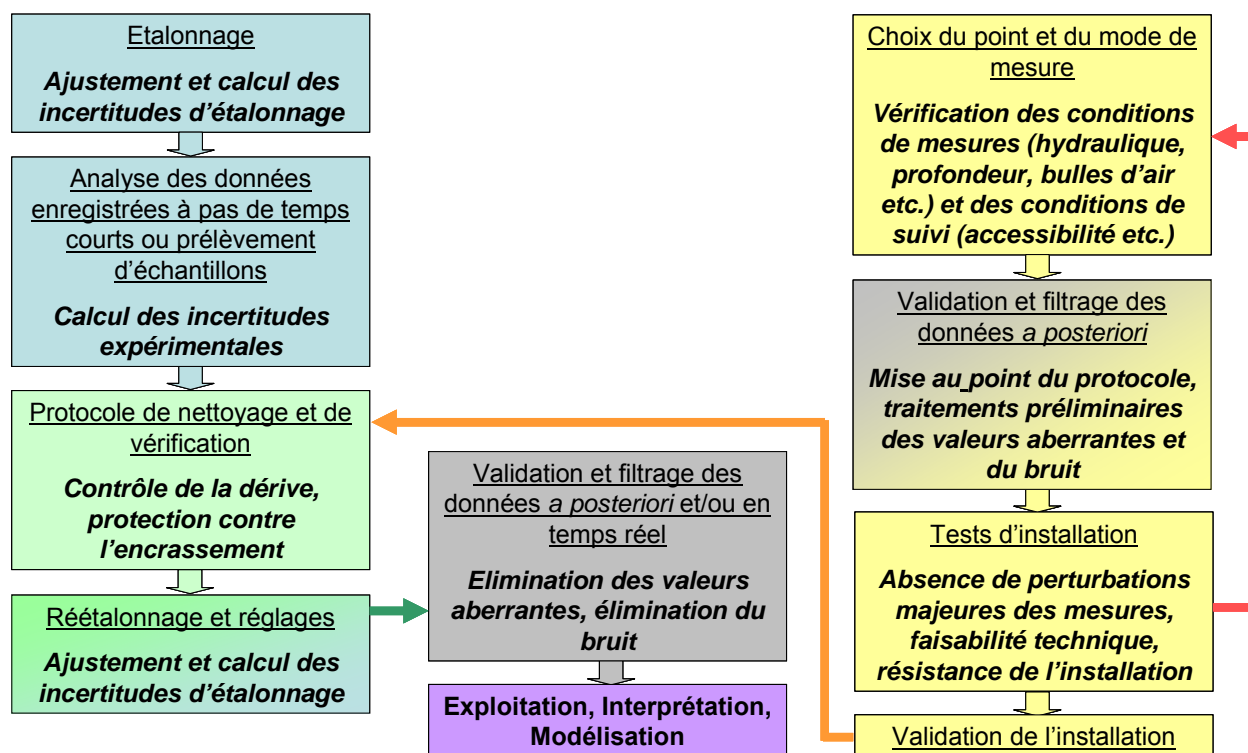 Etalonnage
Ajustement et calcul des
incertitudes d'étalonnage
Analyse des données
enregistrées à pas de temps
courts ou prélèvement
d'échantillons
Calcul des incertitudes
expérimentales
Protocole de nettoyage et de
vérification
Contrôle de la dérive,
protection contre
l'encrassement
Réétalonnage et réglages
Ajustement et calcul des
incertitudes d'étalonnage
Validation et filtrage des
données a posteriori et/ou en
temps réel
Elimination des valeurs
aberrantes, élimination du
bruit
Exploitation, Interprétation,
Modélisation
Choix du point et du mode de
mesure
Vérification des conditions
de mesures (hydraulique,
profondeur, bulles d'air
etc.) et des conditions de
suivi (accessibilité etc.)
Validation et filtrage des
données a posteriori
Mise au point du protocole,
traitements préliminaires
des valeurs aberrantes et
du bruit
Tests d'installation
Absence de perturbations
majeures des mesures,
faisabilité technique,
résistance de l'installation
Validation de l'installation